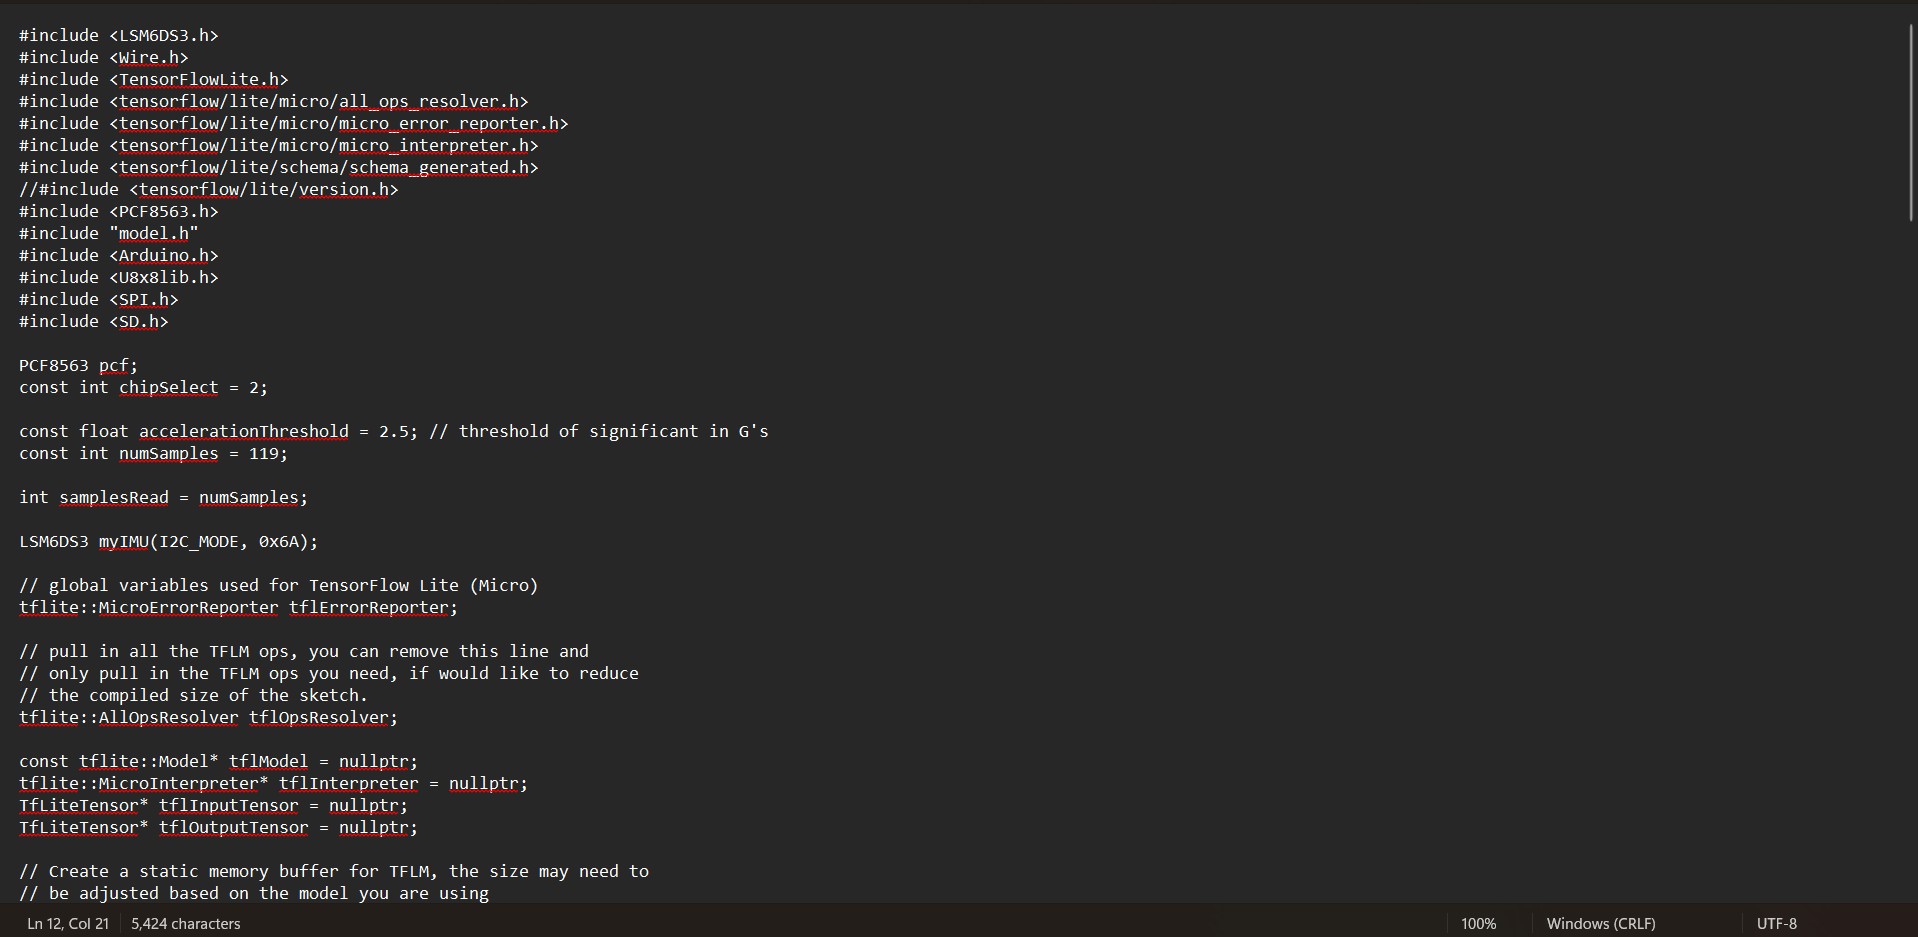 #include <LSM6DS3.h>
#include <Wire.h>
#include <TensorFlowLite.h>
#include <tensorflow/lite/micro/all_ops_resolver.h>
#include <tensorflow/lite/micro/micro_error_reporter.h>
#include <tensorflow/lite/micro/micro_interpreter.h>
#include <tensorflow/lite/schema/schema_generated.h>
//#include <tensorflow/lite/version.h>
#include <PCF8563.h>
#include "model.h"
#include <Arduino.h>
#include <U8x8lib.h>
#include <SPI.h>
#include <SD.h>
PCF8563 pcf;
const int chipSelect = 2;
const float accelerationThreshold = 2.5; // threshold of significant in G's
const int numSamples = 119;
int samplesRead = numSamples;
LSM6DS3 myIMU(I2C_MODE, 0x6A);
// global variables used for TensorFlow Lite (Micro)
tflite::MicroErrorReporter tflErrorReporter;
// pull in all the TFLM ops, you can remove this line and
// only pull in the TFLM ops you need, if would like to reduce
// the compiled size of the sketch.
tflite::AllOpsResolver tflOpsResolver;
const tflite::Model* tflModel = nullptr;
tflite::MicroInterpreter* tflInterpreter = nullptr;
TfLiteTensor* tflInputTensor = nullptr;
TfLiteTensor* tflOutputTensor = nullptr;
// Create a static memory buffer for TFLM, the size may need to
// be adjusted based on the model you are using
Ln 12, Col 21 5,424 characters 100% Windows (CRLF) UTF-8